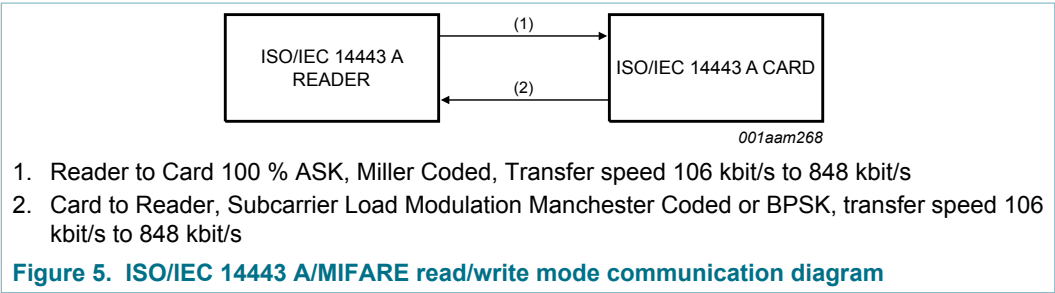 (1)
ISO/IEC 14443 A
READER
ISO/IEC 14443 A CARD
(2)
001aam268
1. Reader to Card 100 % ASK, Miller Coded, Transfer speed 106 kbit/s to 848 kbit/s
2. Card to Reader, Subcarrier Load Modulation Manchester Coded or BPSK, transfer speed 106
kbit/s to 848 kbit/s
Figure 5. ISO/IEC 14443 A/MIFARE read/write mode communication diagram